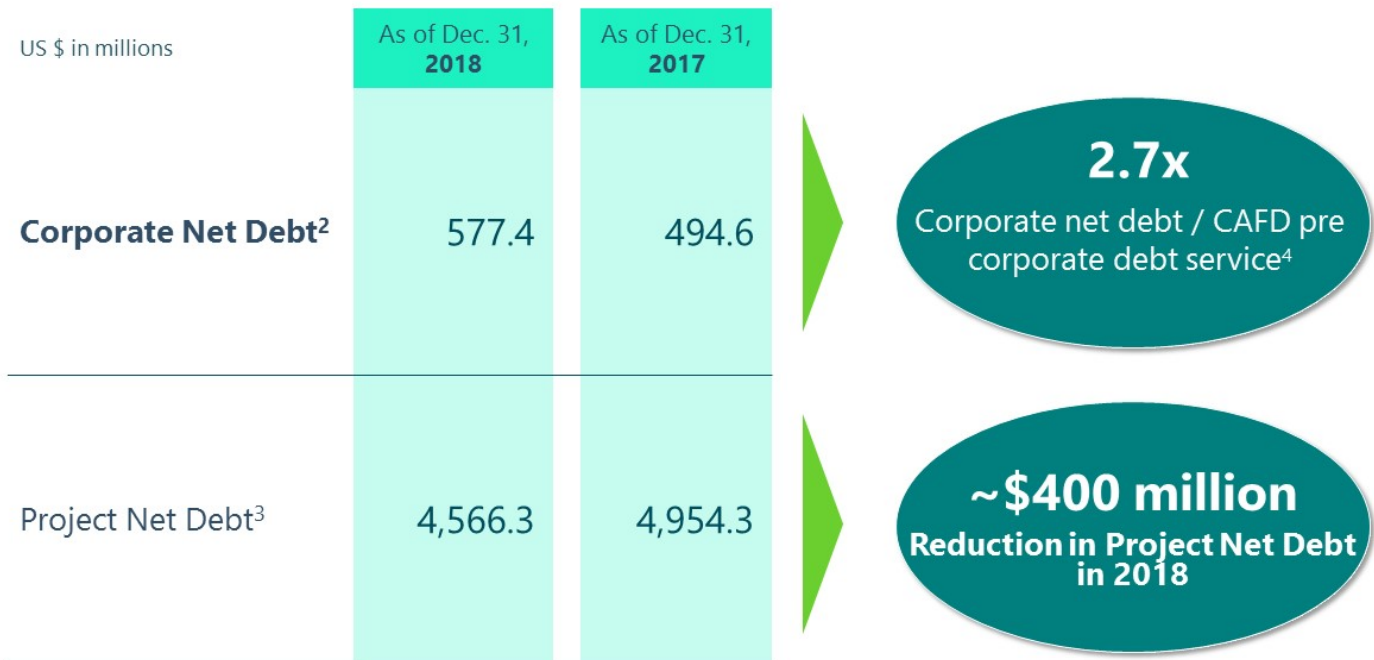 US $ in millions
As of Dec. 31,
2018
As of Dec. 31,
2017
Corporate Net Debt²
577.4
494.6
2.7x
Corporate net debt / CAFD pre
corporate debt service⁴
Project Net Debt³
4,566.3
4,954.3
~$400 million
Reduction in Project Net Debt
in 2018